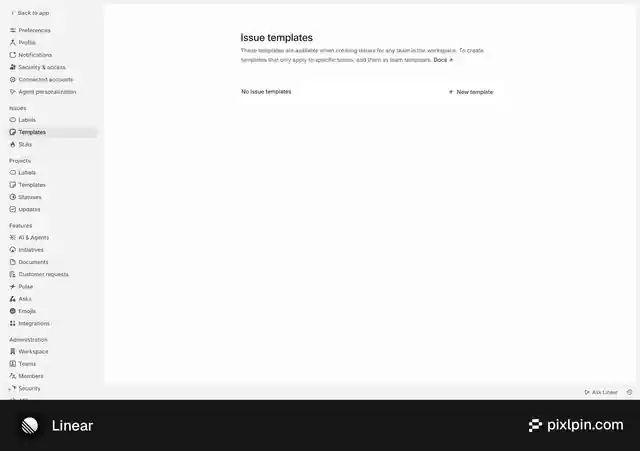 Back to app
Preferences
Profile
Notifications
Security & access
Connected accounts
Agent personalization
Issues
Labels
Templates
SLAs
Projects
Labels
Templates
Statuses
Updates
Features
AI & Agents
Initiatives
Documents
Customer requests
Pulse
Asks
Emojis
Integrations
Administration
Workspace
Teams
Members
Security
Issue templates
These templates are available when creating issues for any team in the workspace. To create
templates that only apply to specific teams, add them as team templates. Docs ↗
No issue templates
+ New template
Ask Linear
Linear
pixlpin.com